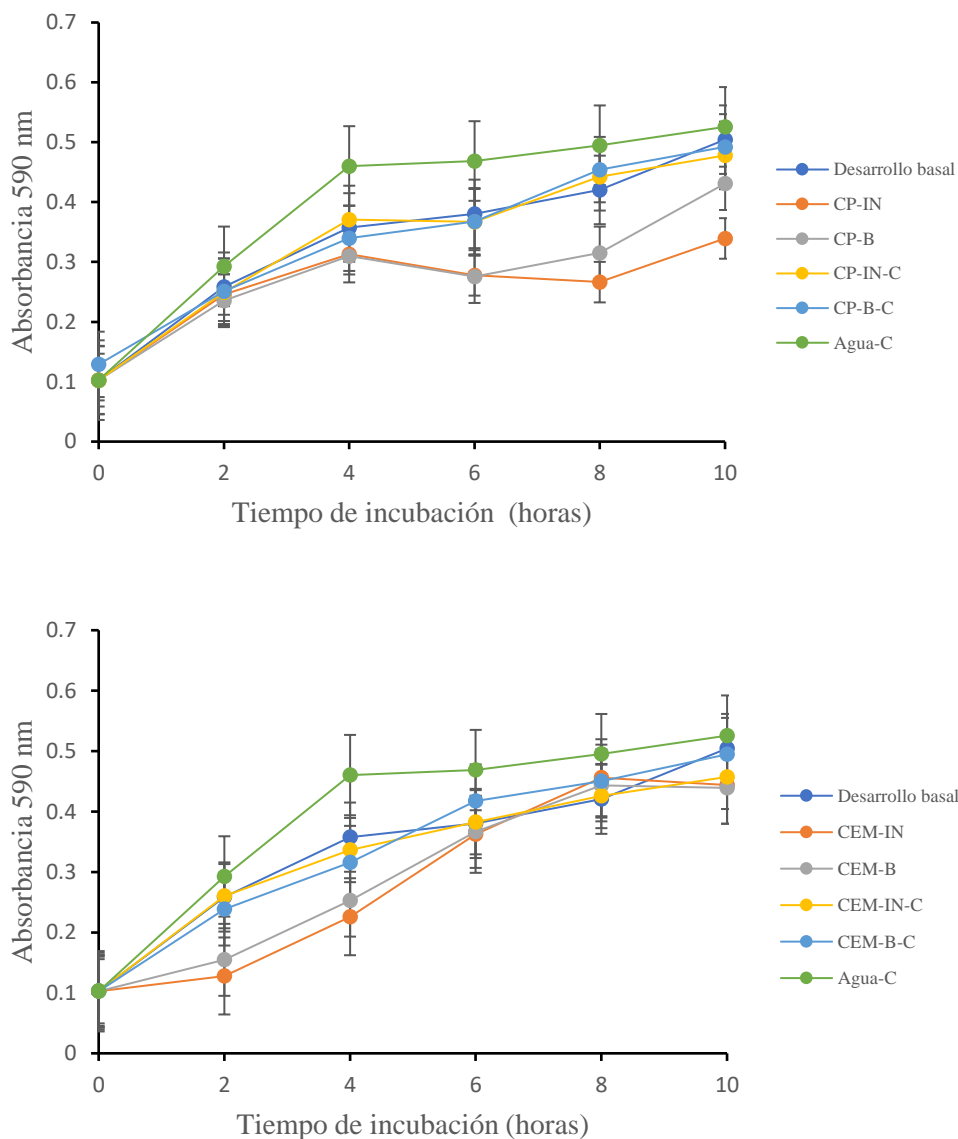 0.7
0.6
0.5
0.4
0.3
0.2
0.1
0
Absorbancia 590 nm
0 2 4 6 8 10
Tiempo de incubación (horas)
Desarrollo basal
CP-IN
CP-B
CP-IN-C
CP-B-C
Agua-C
0.7
0.6
0.5
0.4
0.3
0.2
0.1
0
Absorbancia 590 nm
0 2 4 6 8 10
Tiempo de incubación (horas)
Desarrollo basal
CEM-IN
CEM-B
CEM-IN-C
CEM-B-C
Agua-C